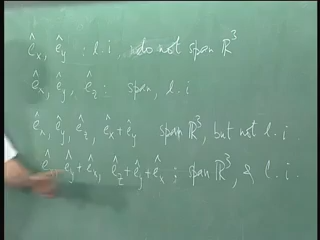 ê_x, ê_y : l.i., do not span ℝ³
ê_x, ê_y, ê_z : span, l.i
ê_x, ê_y, ê_z, ê_x + ê_y span ℝ³, but not l.i.
ê_y + ê_x, ê_z + ê_y + ê_x ; span ℝ³, & l.i.